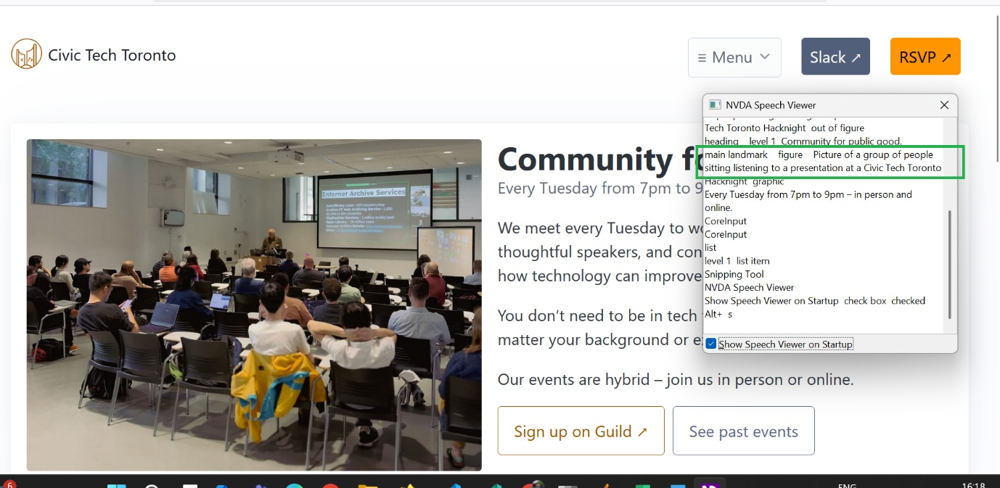 Civic Tech Toronto
Menu
Slack ↗
RSVP ↗
Internet Archive Services
Community f
Every Tuesday from 7pm to 9
We meet every Tuesday to wo
thoughtful speakers, and con
how technology can improve
You don't need to be in tech
matter your background or e
Our events are hybrid – join us in person or online.
Sign up on Guild ↗
See past events
NVDA Speech Viewer
Tech Toronto Hacknight out of figure
heading level 1 Community for public good.
main landmark figure Picture of a group of people
sitting listening to a presentation at a Civic Tech Toronto
Hacknight graphic
Every Tuesday from 7pm to 9pm – in person and
online.
CoreInput
CoreInput
list
level 1 list item
Snipping Tool
NVDA Speech Viewer
Show Speech Viewer on Startup check box checked
Alt+ s
Show Speech Viewer on Startup
6
ENG
16:18